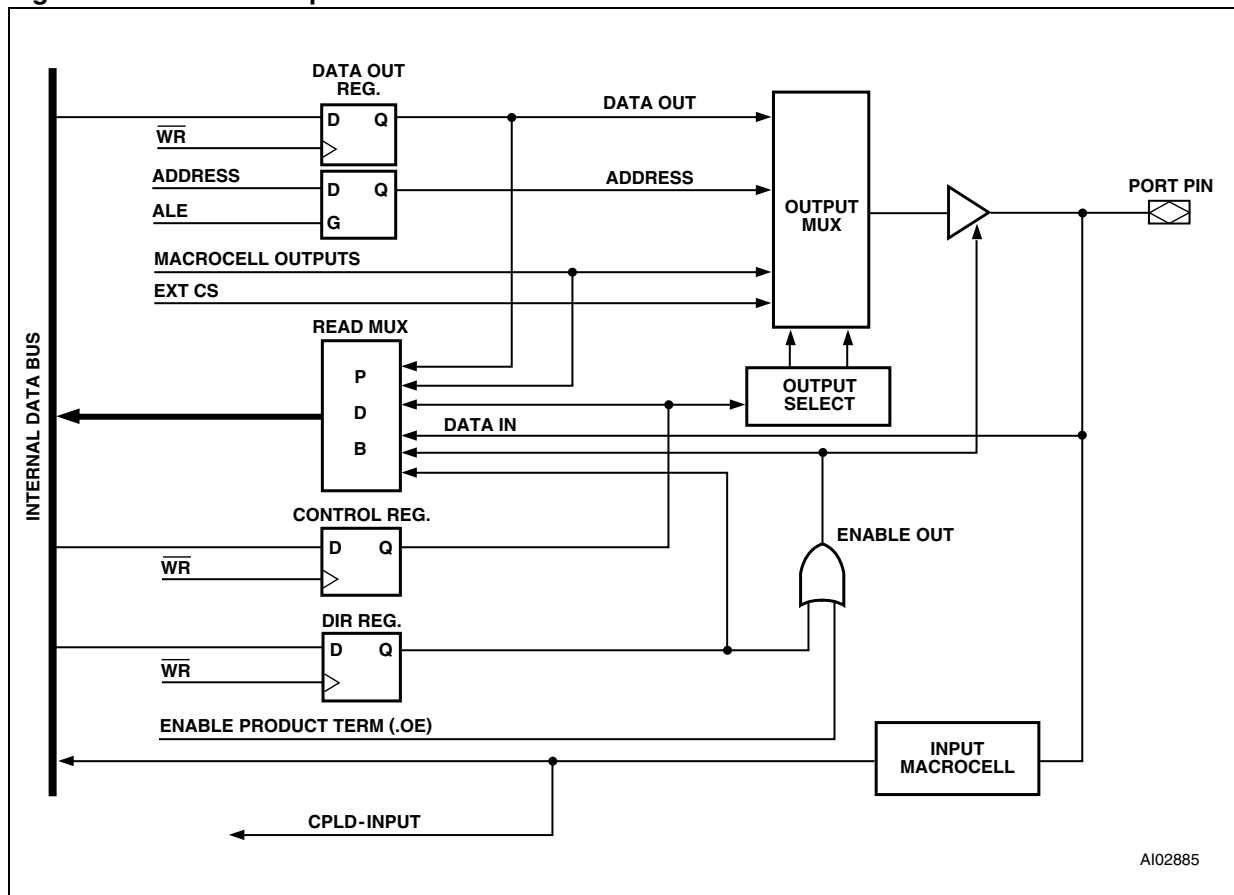 DATA OUT
REG.
D Q
WR
DATA OUT
ADDRESS
D Q
ADDRESS
ALE
G
OUTPUT
MUX
PORT PIN
MACROCELL OUTPUTS
EXT CS
READ MUX
P
D
B
OUTPUT
SELECT
DATA IN
INTERNAL DATA BUS
CONTROL REG.
D Q
WR
ENABLE OUT
DIR REG.
D Q
WR
ENABLE PRODUCT TERM (.OE)
INPUT
MACROCELL
CPLD-INPUT
AI02885